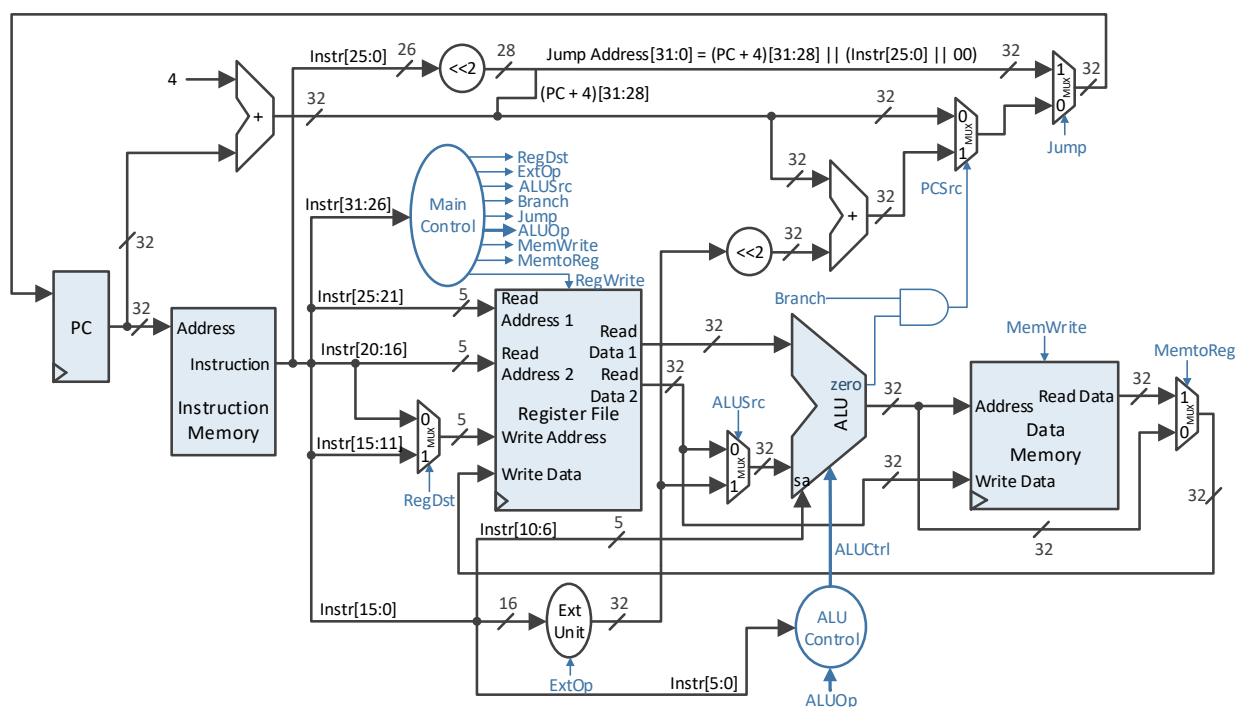 Instr[25:0]
26
<<2
28
Jump Address[31:0] = (PC + 4)[31:28] || (Instr[25:0] || 00)
32
1
MUX
0
32
Jump
4
+
32
(PC + 4)[31:28]
32
0
MUX
1
PCSrc
Main
Control
RegDst
ExtOp
ALUSrc
Branch
Jump
ALUOp
MemWrite
MemtoReg
RegWrite
Instr[31:26]
32
+
32
<<2
32
32
PC
32
Address
Instruction
Instruction
Memory
Instr[25:21]
5
Instr[20:16]
5
0
MUX
1
5
Instr[15:11]
RegDst
Read
Address 1
Read
Address 2
Read
Data 1
Read
Data 2
Register File
Write Address
Write Data
32
32
ALUSrc
0
MUX
1
32
Branch
zero
ALU
sa
32
MemWrite
Address
Read Data
Data
Memory
Write Data
32
32
32
MemtoReg
1
MUX
0
32
Instr[10:6]
5
ALUCtrl
Instr[15:0]
16
Ext
Unit
32
ExtOp
ALU
Control
Instr[5:0]
ALUOp